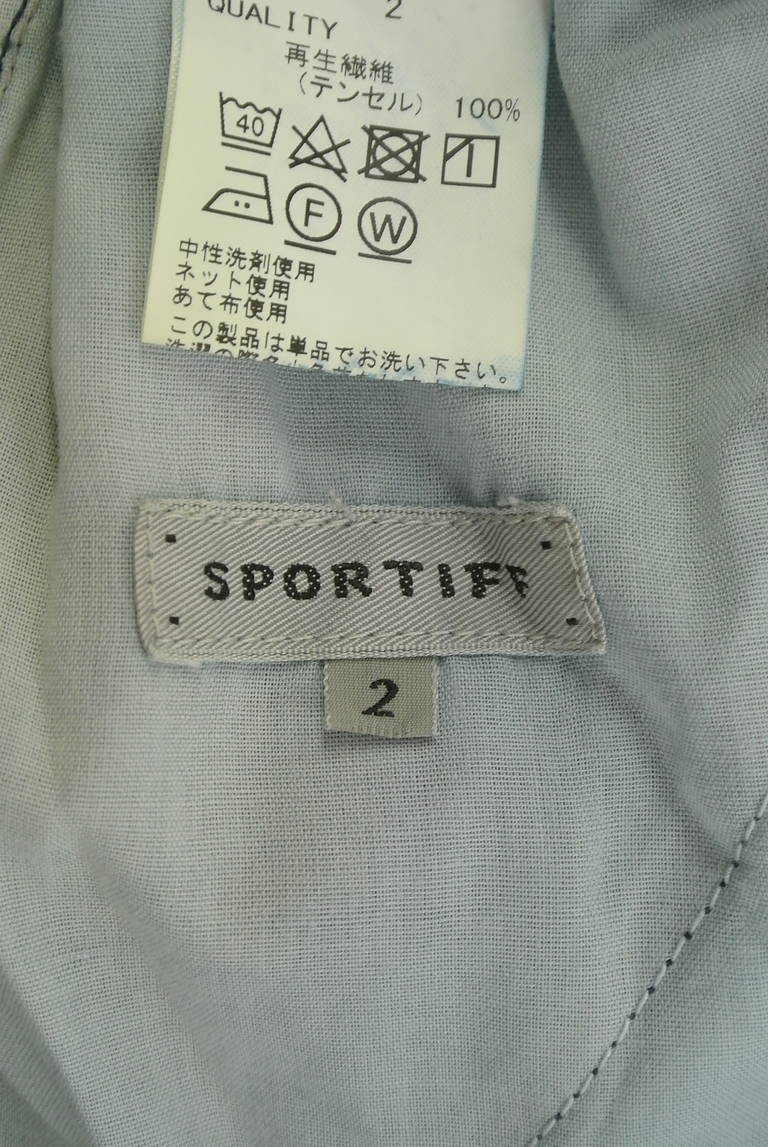 2
QUALITY
再生繊維
(テンセル) 100%
40
F W
中性洗剤使用
ネット使用
あて布使用
この製品は単品でお洗い下さい。
SPORTIFF
2